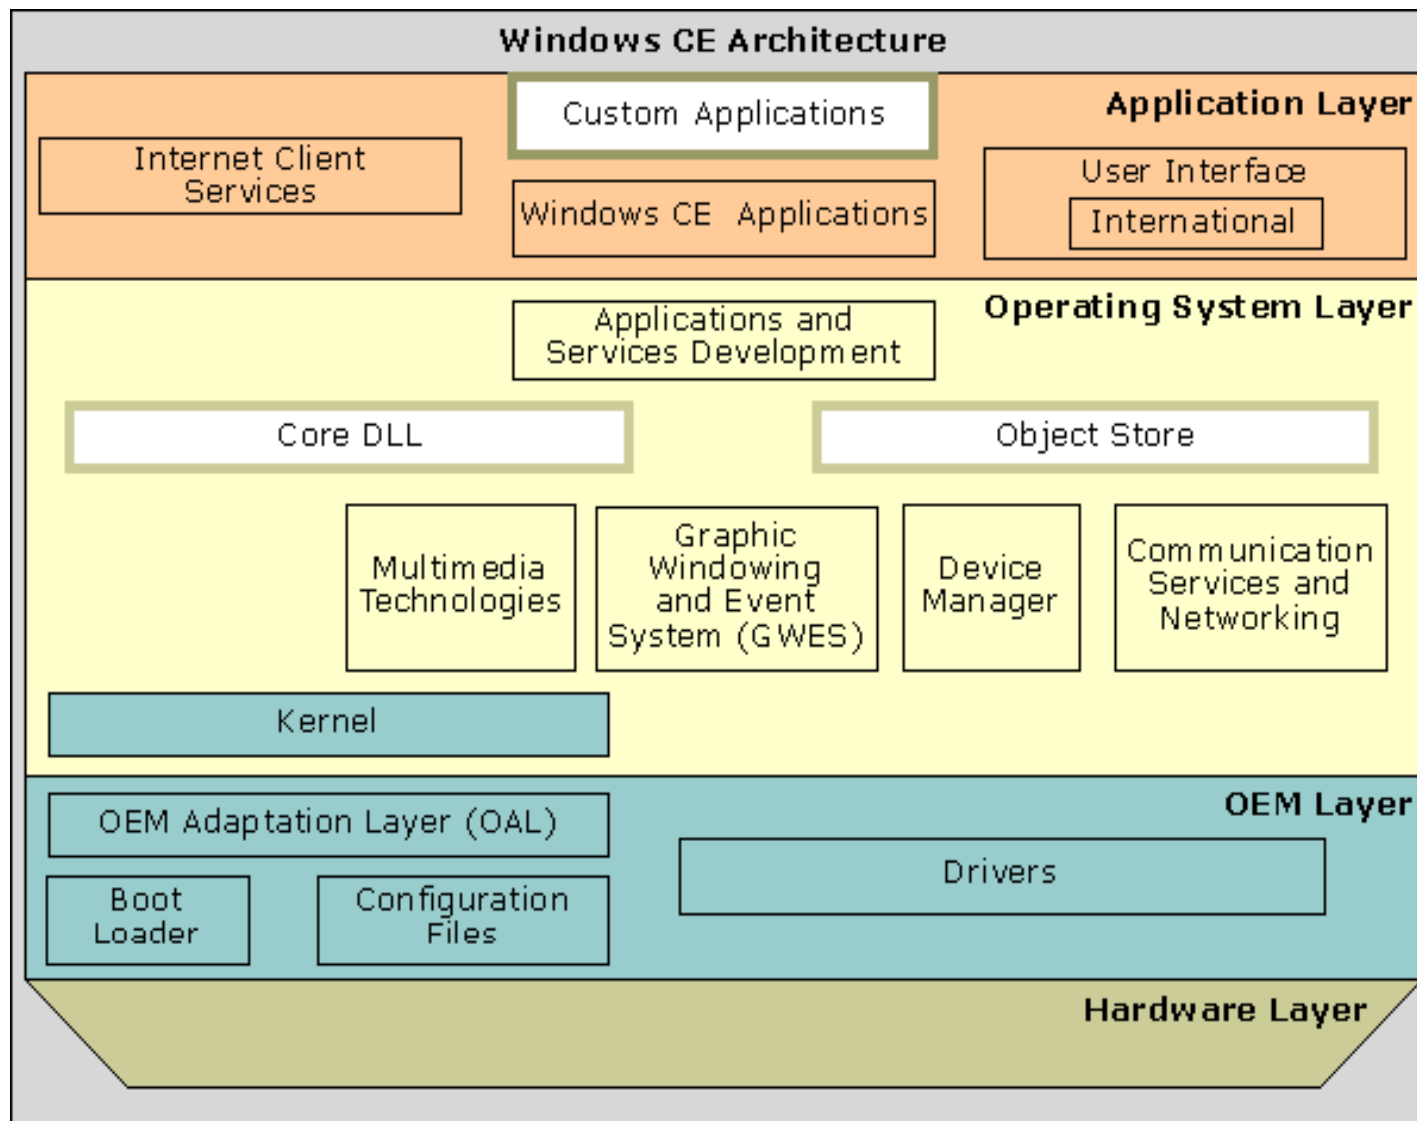 Windows CE Architecture
Application Layer
Custom Applications
Internet Client
Services
Windows CE  Applications
User Interface
International
Operating System Layer
Applications and
Services Development
Core DLL
Object Store
Multimedia
Technologies
Graphic
Windowing
and Event
System (GWES)
Device
Manager
Communication
Services and
Networking
Kernel
OEM Layer
OEM Adaptation Layer (OAL)
Drivers
Boot
Loader
Configuration
Files
Hardware Layer